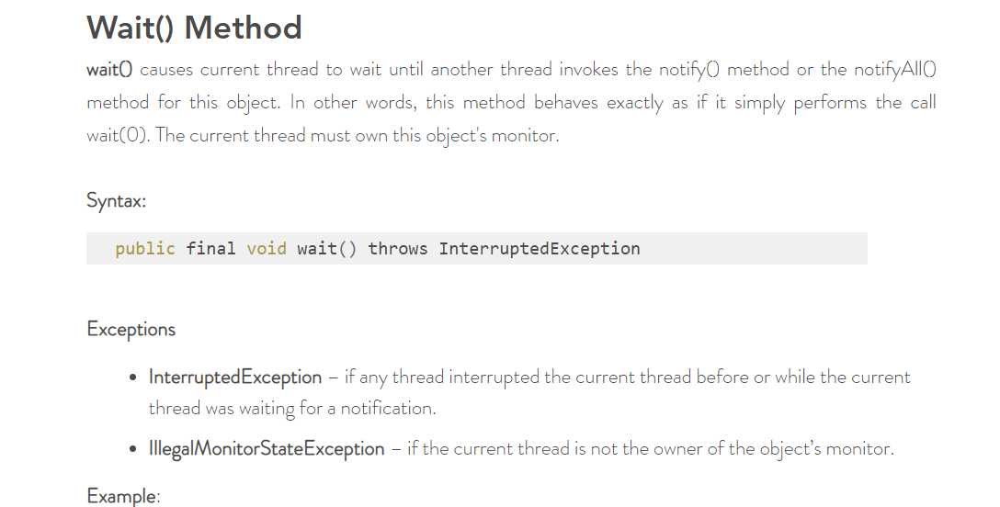 Wait() Method
wait() causes current thread to wait until another thread invokes the notify() method or the notifyAll()
method for this object. In other words, this method behaves exactly as if it simply performs the call
wait(0). The current thread must own this object's monitor.
Syntax:
public final void wait() throws InterruptedException
Exceptions
• InterruptedException – if any thread interrupted the current thread before or while the current
thread was waiting for a notification.
• IllegalMonitorStateException – if the current thread is not the owner of the object’s monitor.
Example: